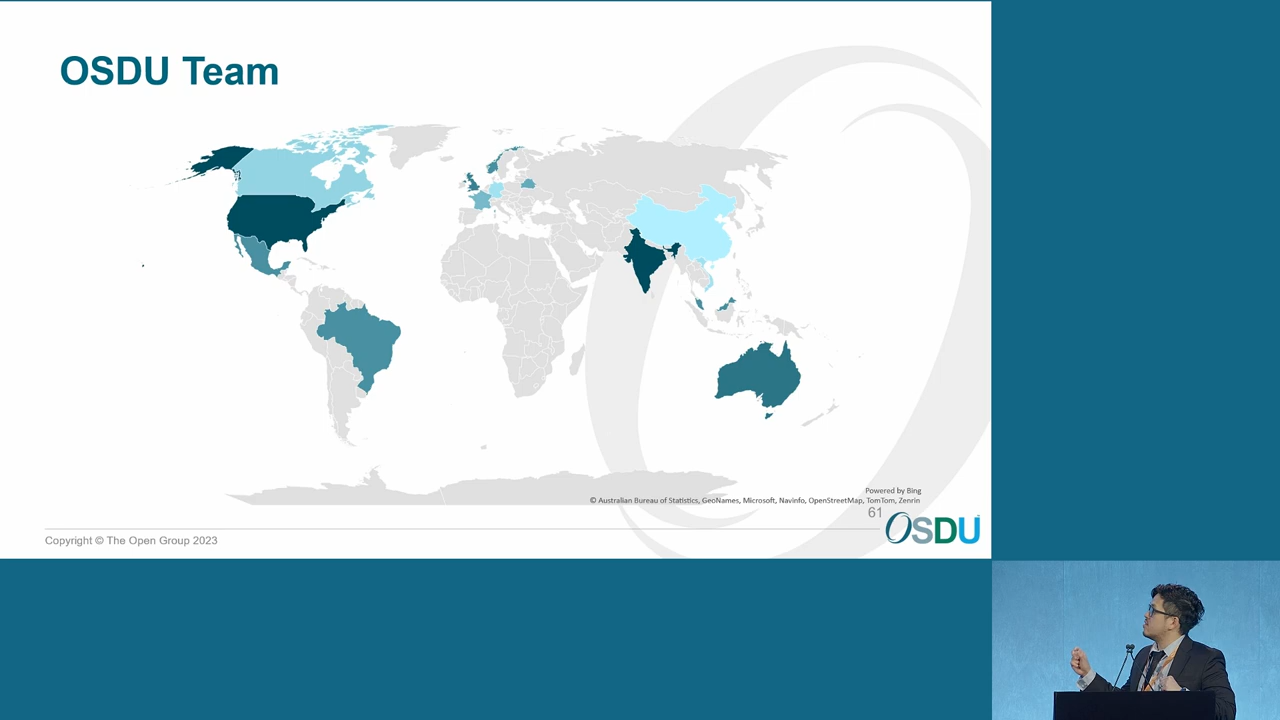 OSDU Team
Powered by Bing
© Australian Bureau of Statistics, GeoNames, Microsoft, Navinfo, OpenStreetMap, TomTom, Zenrin
61
Copyright © The Open Group 2023
OSDU